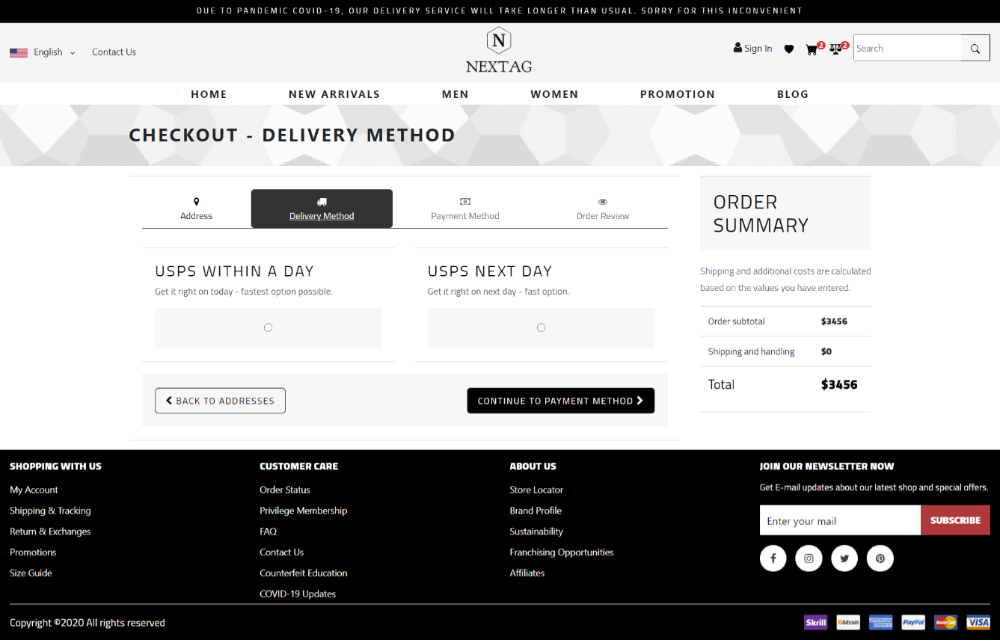 DUE TO PANDEMIC COVID-19, OUR DELIVERY SERVICE WILL TAKE LONGER THAN USUAL. SORRY FOR THIS INCONVENIENT
English
Contact Us
N
NEXTAG
Sign In
2
2
Search
HOME
NEW ARRIVALS
MEN
WOMEN
PROMOTION
BLOG
CHECKOUT - DELIVERY METHOD
Address
Delivery Method
Payment Method
Order Review
USPS WITHIN A DAY
Get it right on today - fastest option possible.
USPS NEXT DAY
Get it right on next day - fast option.
BACK TO ADDRESSES
CONTINUE TO PAYMENT METHOD
ORDER
SUMMARY
Shipping and additional costs are calculated
based on the values you have entered.
Order subtotal $3456
Shipping and handling $0
Total $3456
SHOPPING WITH US
My Account
Shipping & Tracking
Return & Exchanges
Promotions
Size Guide
CUSTOMER CARE
Order Status
Privilege Membership
FAQ
Contact Us
Counterfeit Education
COVID-19 Updates
ABOUT US
Store Locator
Brand Profile
Sustainability
Franchising Opportunities
Affiliates
JOIN OUR NEWSLETTER NOW
Get E-mail updates about our latest shop and special offers.
Enter your mail
SUBSCRIBE
Copyright ©2020 All rights reserved
Skrill
bitcoin
AMERICAN EXPRESS
PayPal
MasterCard
VISA